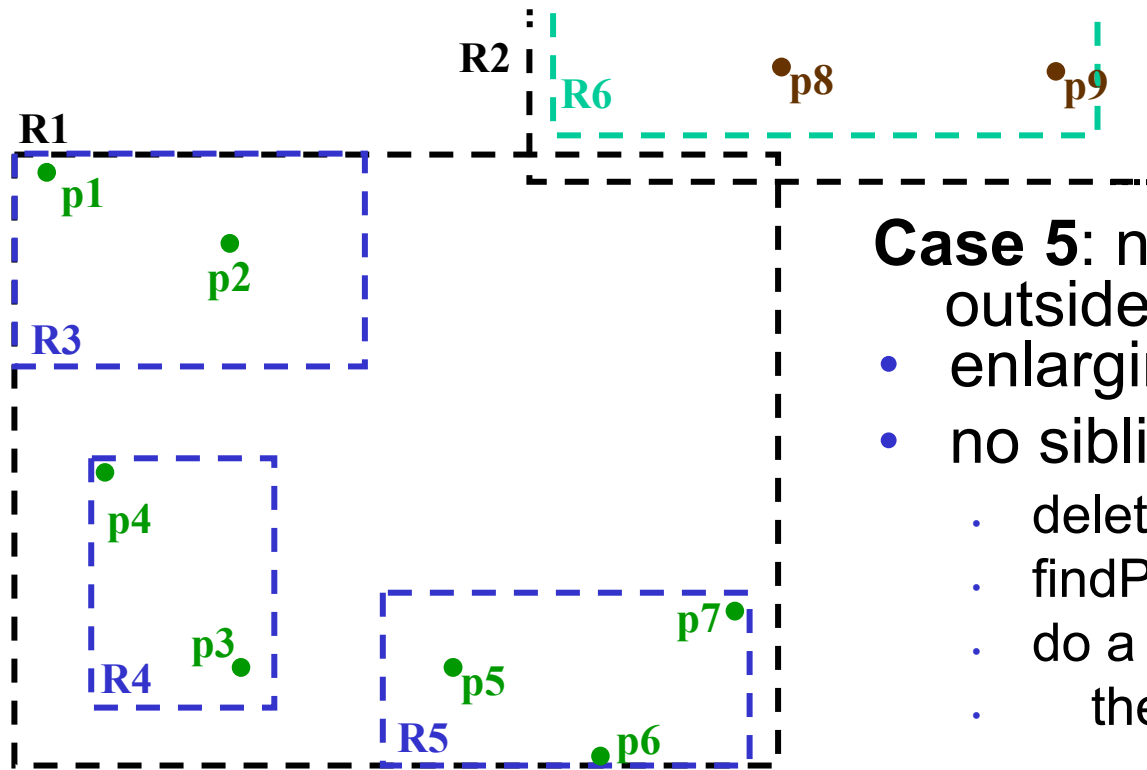 R2
R6
p8
p9
R1
p1
p2
R3
p4
p3
R4
p7
p5
R5
p6
Case 5: n
outside
• enlargi
• no sibli
• delet
• findP
• do a
• the